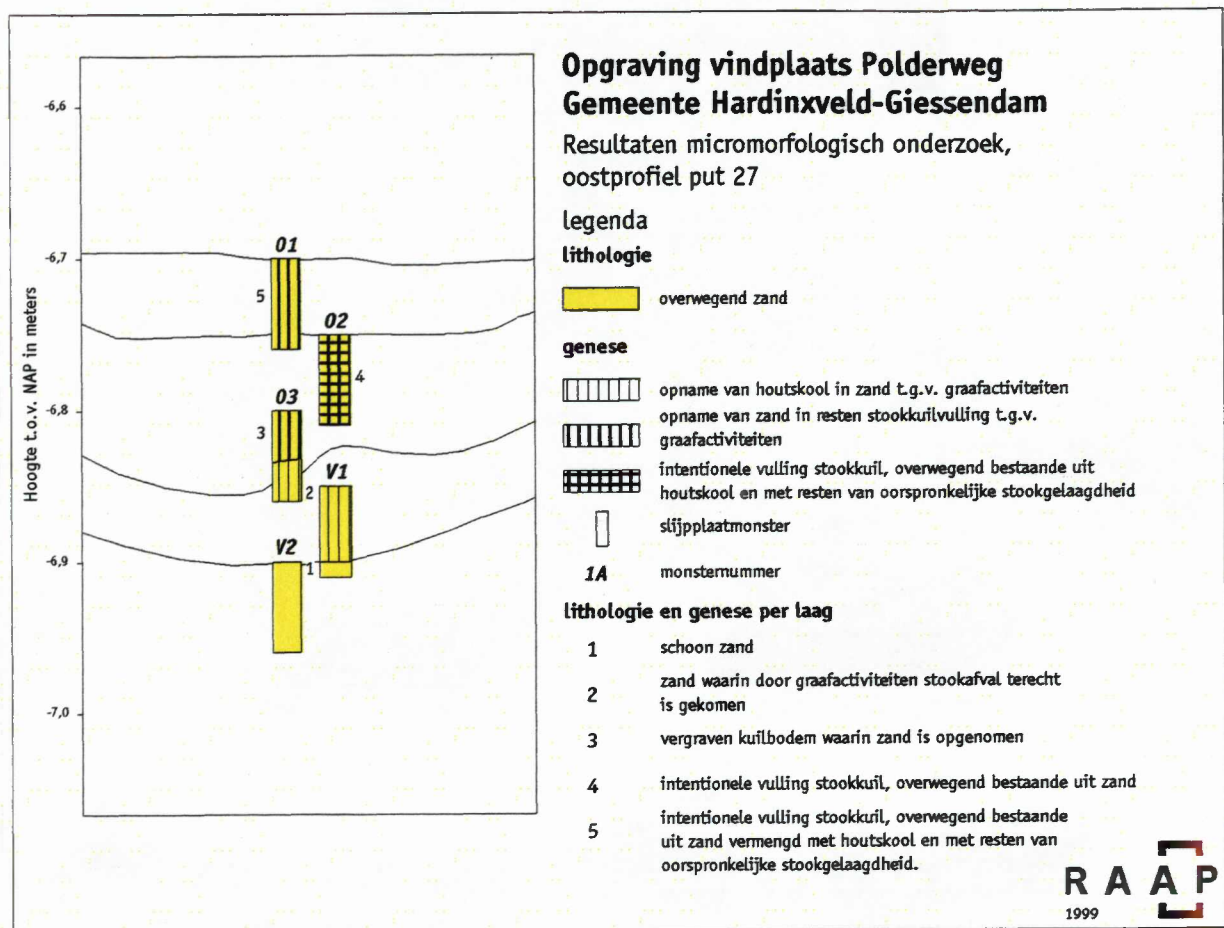 Opgraving vindplaats Polderweg
Gemeente Hardinxveld-Giessendam
Resultaten micromorfologisch onderzoek,
oostprofiel put 27
legenda
lithologie
overwegend zand
genese
opname van houtskool in zand t.g.v. graafactiviteiten
opname van zand in resten stookkuilvulling t.g.v.
graafactiviteiten
intentionele vulling stookkuil, overwegend bestaande uit
houtskool en met resten van oorspronkelijke stookgelaagdheid
slijpplaatmonster
1A monsternummer
lithologie en genese per laag
1 schoon zand
2 zand waarin door graafactiviteiten stookafval terecht
is gekomen
3 vergraven kuilbodem waarin zand is opgenomen
4 intentionele vulling stookkuil, overwegend bestaande uit zand
5 intentionele vulling stookkuil, overwegend bestaande
uit zand vermengd met houtskool en met resten van
oorspronkelijke stookgelaagdheid.
RAAP
1999
Hoogte t.o.v. NAP in meters
-6,6
-6,7
-6,8
-6,9
-7,0
O1
5
O2
4
O3
3
2
V1
V2
1